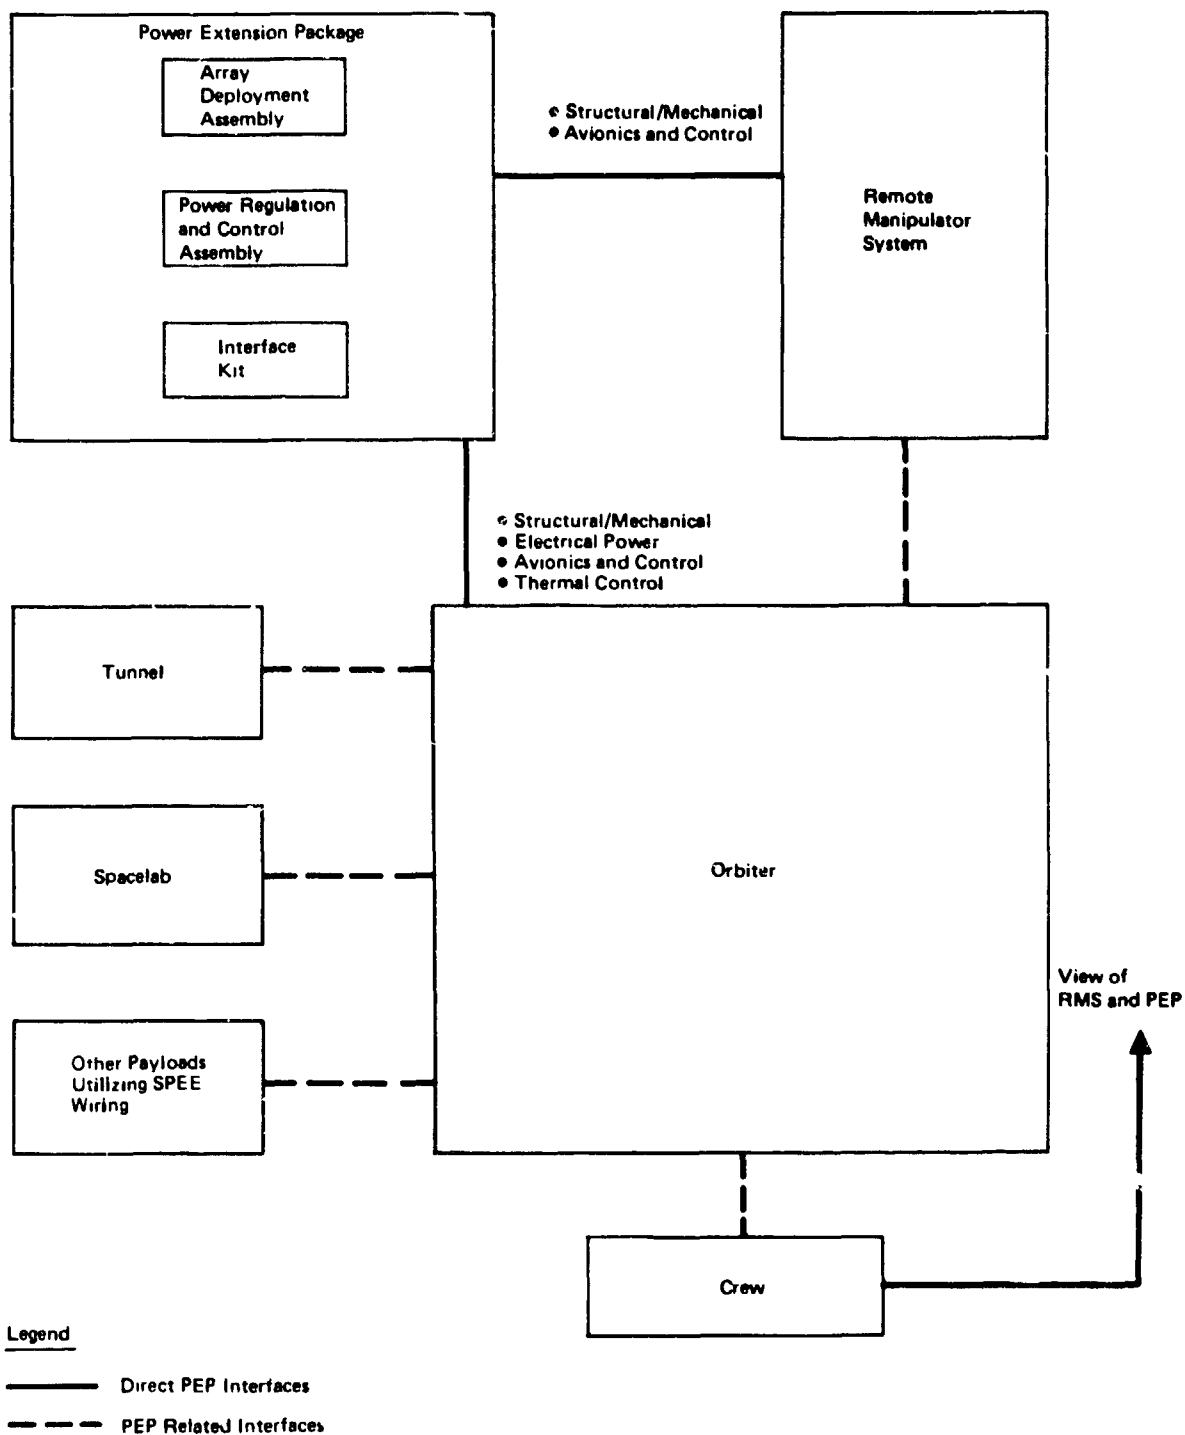 Power Extension Package
Array
Deployment
Assembly
Power Regulation
and Control
Assembly
Interface
Kit
• Structural/Mechanical
• Avionics and Control
Remote
Manipulator
System
• Structural/Mechanical
• Electrical Power
• Avionics and Control
• Thermal Control
Tunnel
Spacelab
Other Payloads
Utilizing SPEE
Wiring
Orbiter
View of
RMS and PEP
Crew
Legend
Direct PEP Interfaces
PEP Related Interfaces